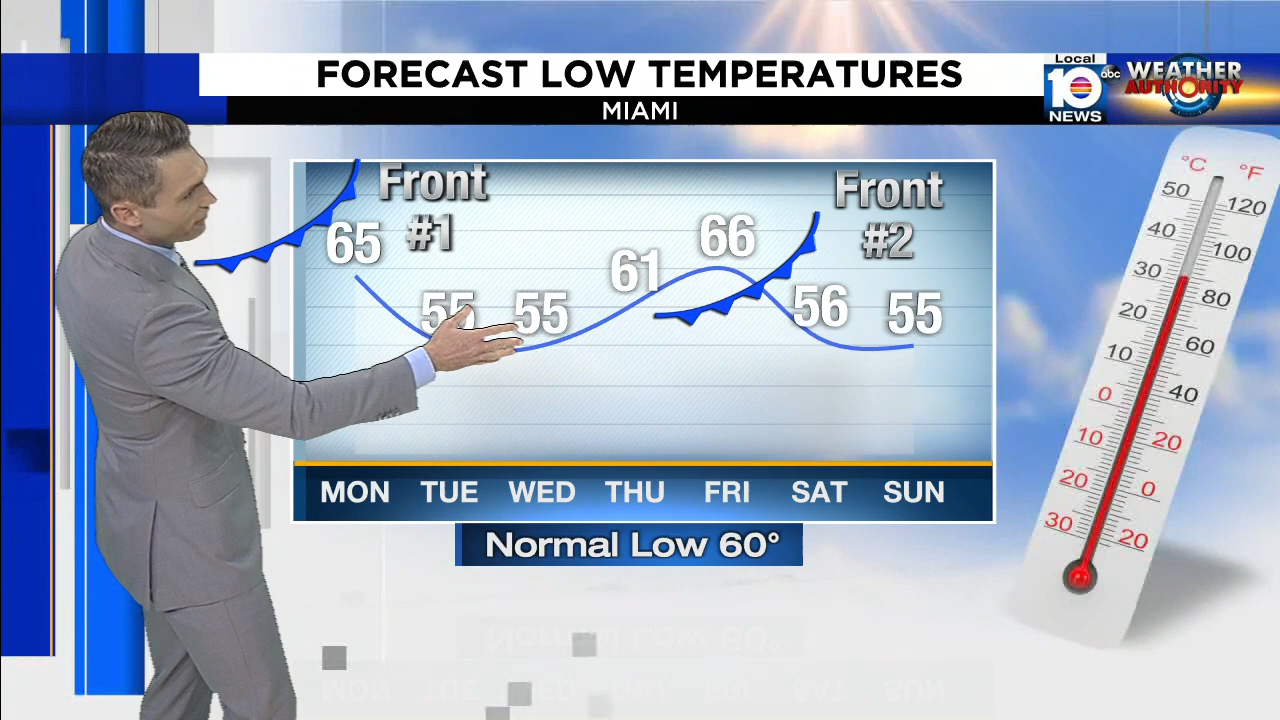 FORECAST LOW TEMPERATURES
MIAMI
Local
10
abc
NEWS
WEATHER
AUTHORITY
Front
#1
Front
#2
65
55
55
61
66
56
55
MON TUE WED THU FRI SAT SUN
Normal Low 60°
°C °F
50
120
40
100
30
80
20
60
10
40
0
20
10
0
20
20
30